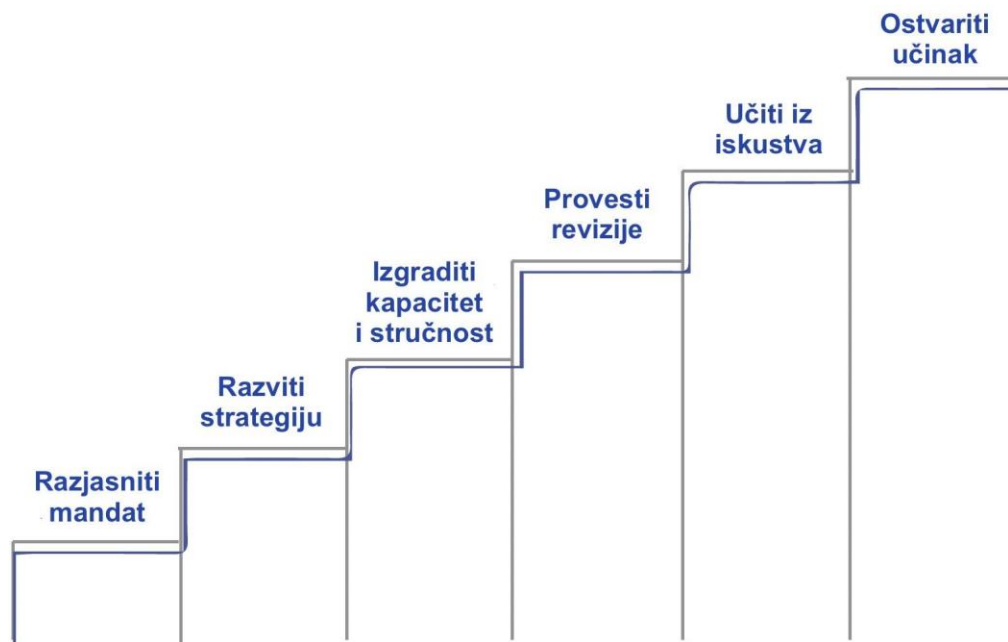 Ostvariti
učinak
Učiti iz
iskustva
Provesti
revizije
Izgraditi
kapacitet
i stručnost
Razviti
strategiju
Razjasniti
mandat